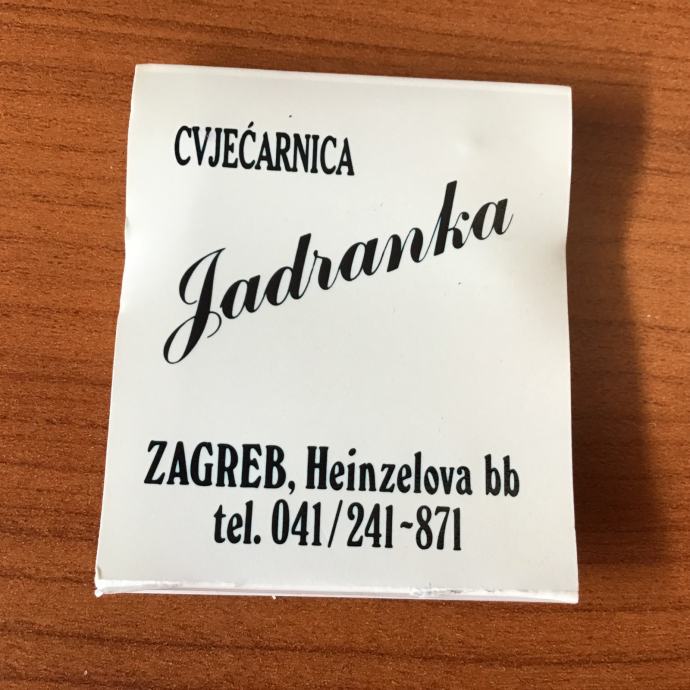 CVJEĆARNICA
Jadranka
ZAGREB, Heinzelova bb
tel. 041/241-871